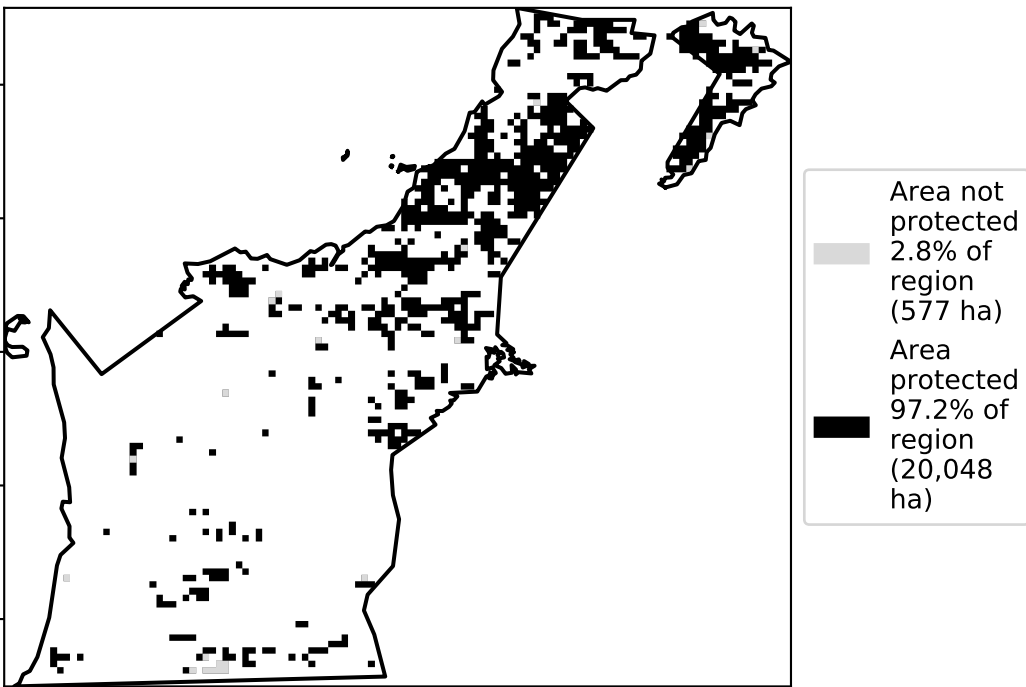 Area not
protected
2.8% of
region
(577 ha)
Area
protected
97.2% of
region
(20,048
ha)